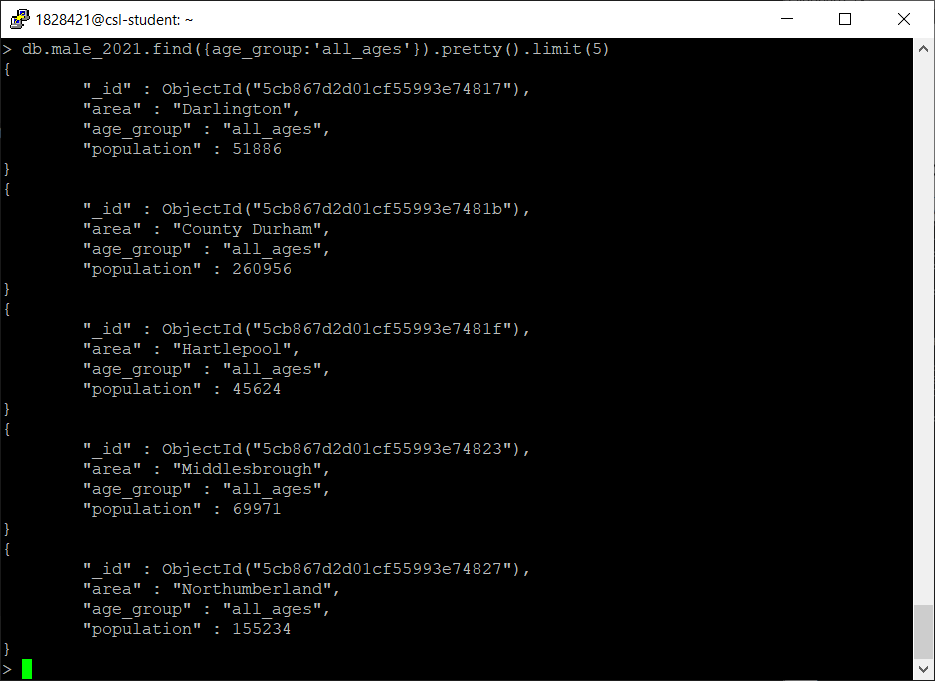 1828421@csl-student: ~
> db.male_2021.find({age_group:'all_ages'}).pretty().limit(5)
{
"_id" : ObjectId("5cb867d2d01cf55993e74817"),
"area" : "Darlington",
"age_group" : "all_ages",
"population" : 51886
}
{
"_id" : ObjectId("5cb867d2d01cf55993e7481b"),
"area" : "County Durham",
"age_group" : "all_ages",
"population" : 260956
}
{
"_id" : ObjectId("5cb867d2d01cf55993e7481f"),
"area" : "Hartlepool",
"age_group" : "all_ages",
"population" : 45624
}
{
"_id" : ObjectId("5cb867d2d01cf55993e74823"),
"area" : "Middlesbrough",
"age_group" : "all_ages",
"population" : 69971
}
{
"_id" : ObjectId("5cb867d2d01cf55993e74827"),
"area" : "Northumberland",
"age_group" : "all_ages",
"population" : 155234
}
>